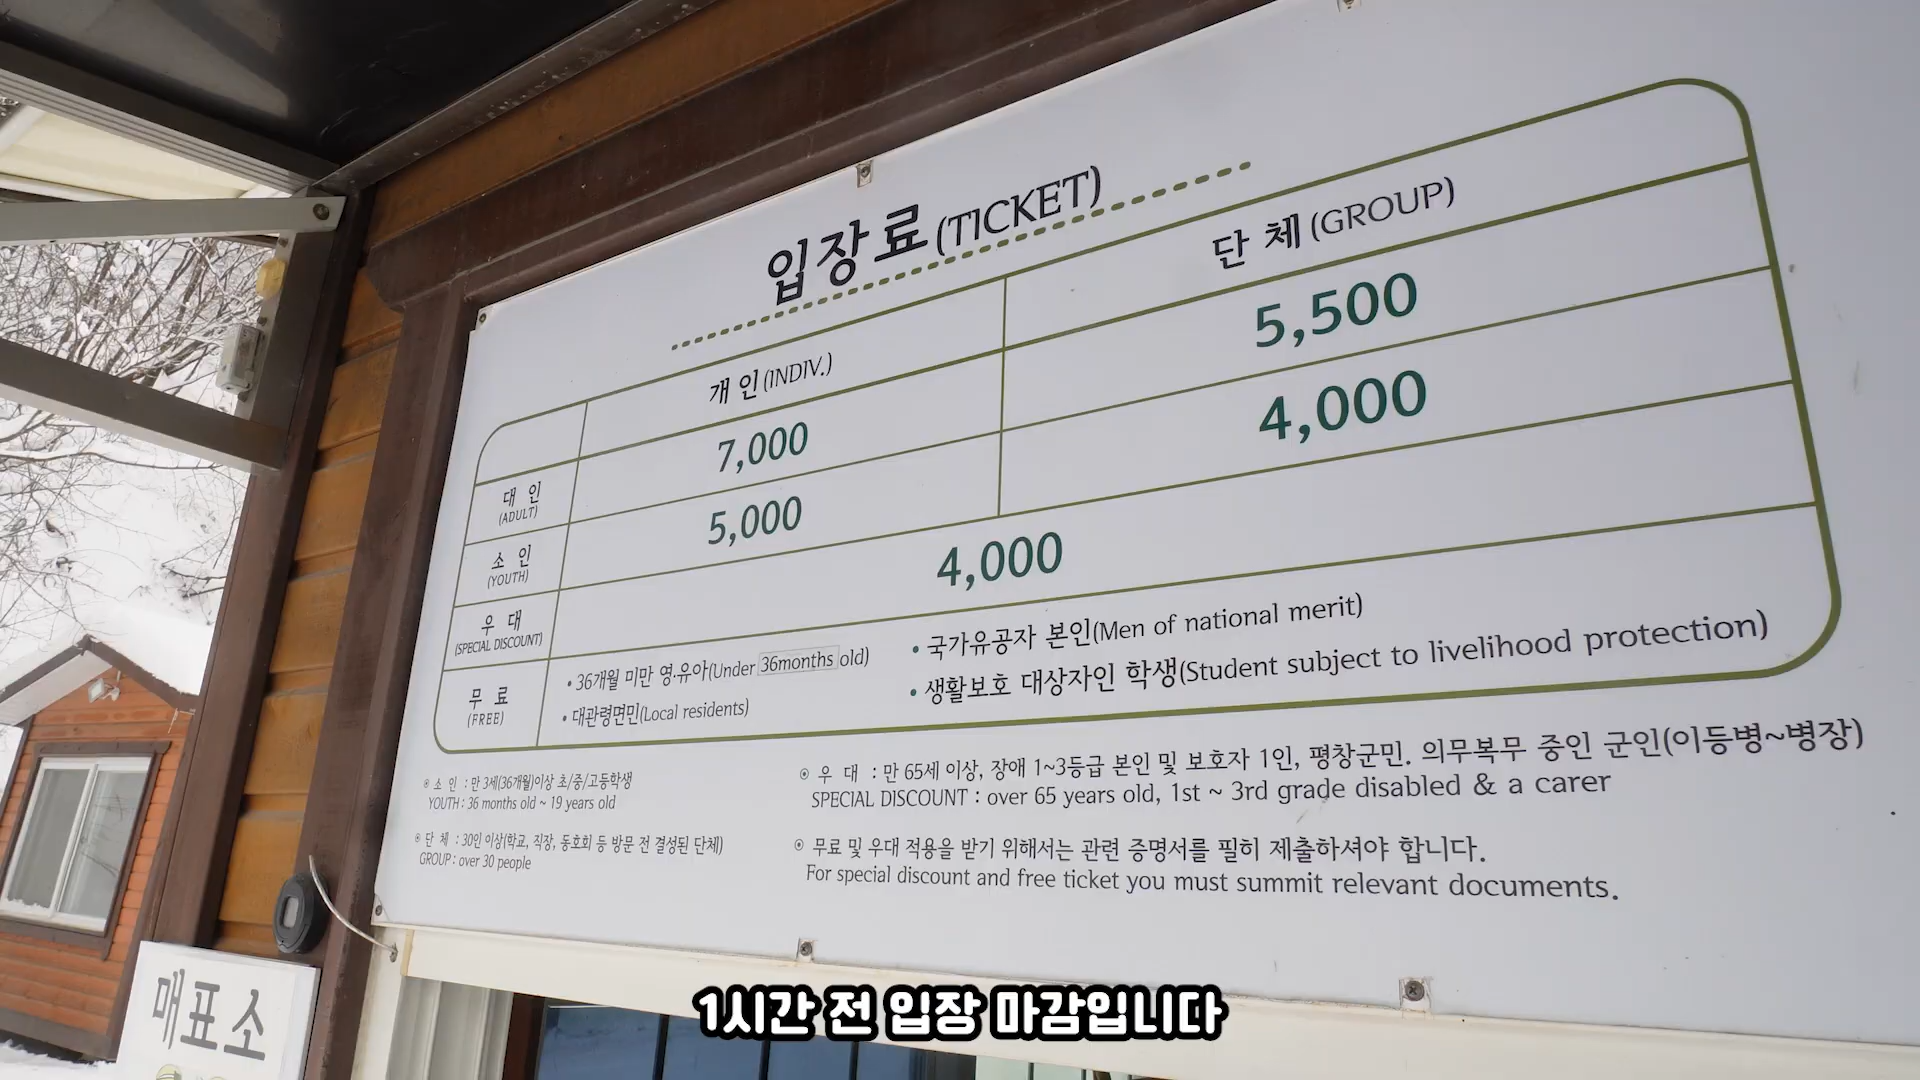 입장료(TICKET)
개 인(INDIV.) 단 체(GROUP)
대 인 7,000 5,500
(ADULT)
소 인 5,000 4,000
(YOUTH)
우 대 4,000
(SPECIAL DISCOUNT)
무 료
(FREE)
• 36개월 미만 영·유아(Under 36months old)
• 대관령면민(Local residents)
• 국가유공자 본인(Men of national merit)
• 생활보호 대상자인 학생(Student subject to livelihood protection)
◉ 소 인 : 만 3세(36개월)이상 초/중/고등학생
YOUTH : 36 months old ~ 19 years old
◉ 단 체 : 30인 이상(학교, 직장, 동호회 등 방문 전 결성된 단체)
GROUP : over 30 people
◉ 우 대 : 만 65세 이상, 장애 1~3등급 본인 및 보호자 1인, 평창군민. 의무복무 중인 군인(이등병~병장)
SPECIAL DISCOUNT : over 65 years old, 1st ~ 3rd grade disabled & a carer
◉ 무료 및 우대 적용을 받기 위해서는 관련 증명서를 필히 제출하셔야 합니다.
For special discount and free ticket you must summit relevant documents.
매표소
1시간 전 입장 마감입니다